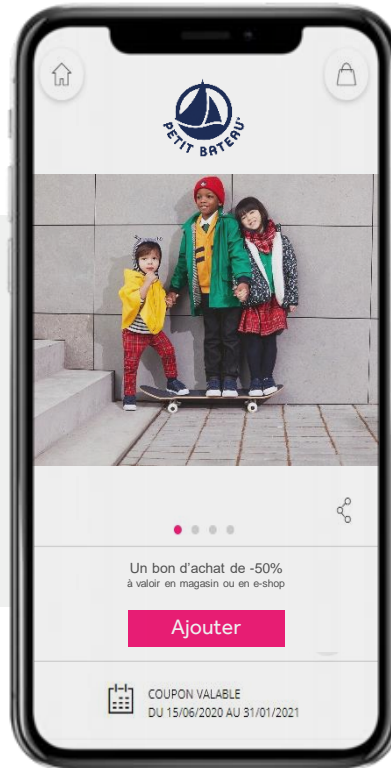 PETIT BATEAU
Un bon d'achat de -50%
à valoir en magasin ou en e-shop
Ajouter
COUPON VALABLE
DU 15/06/2020 AU 31/01/2021